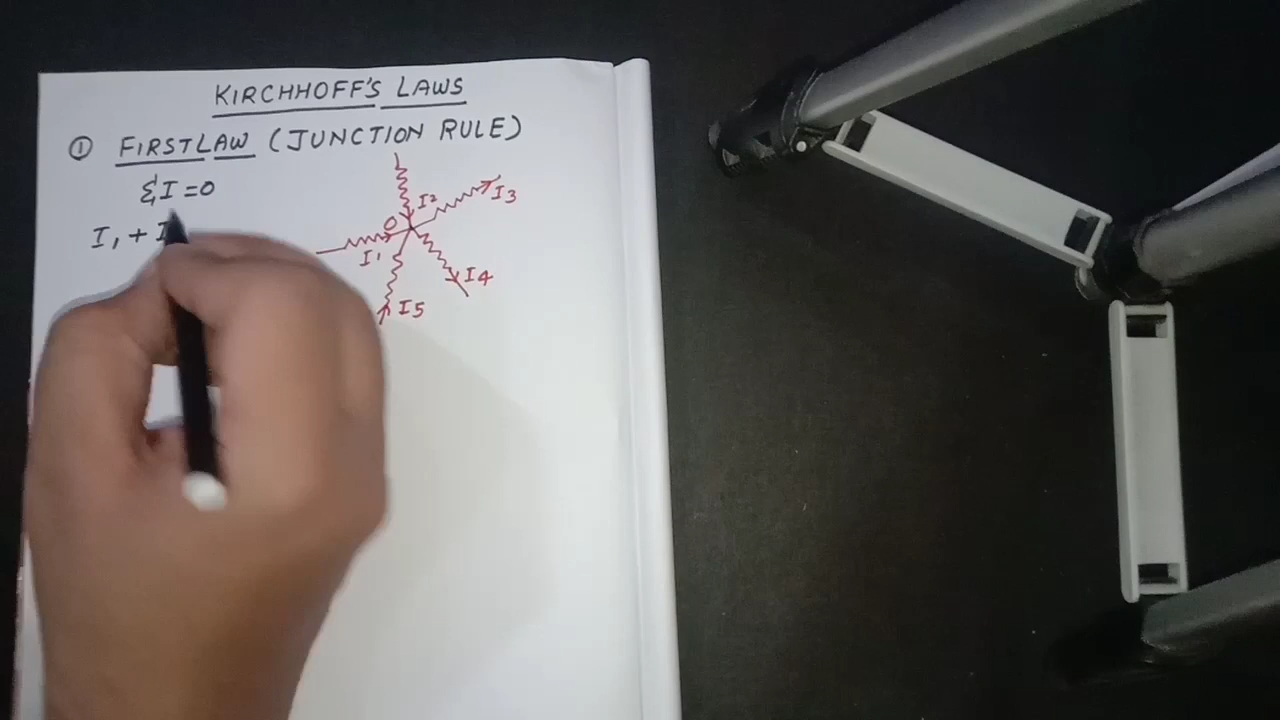 KIRCHHOFF'S LAWS
① FIRST LAW (JUNCTION RULE)
ΣI = 0
I₁ + I
I2
I3
O
I1
I4
I5